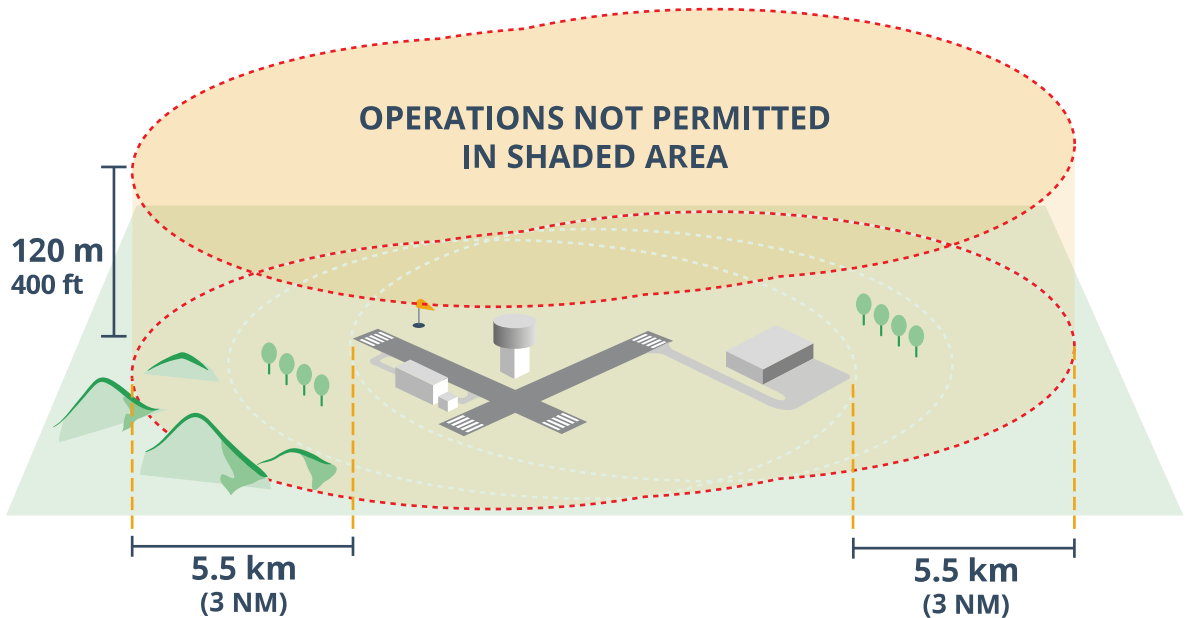 OPERATIONS NOT PERMITTED
IN SHADED AREA
120 m
400 ft
5.5 km
(3 NM)
5.5 km
(3 NM)